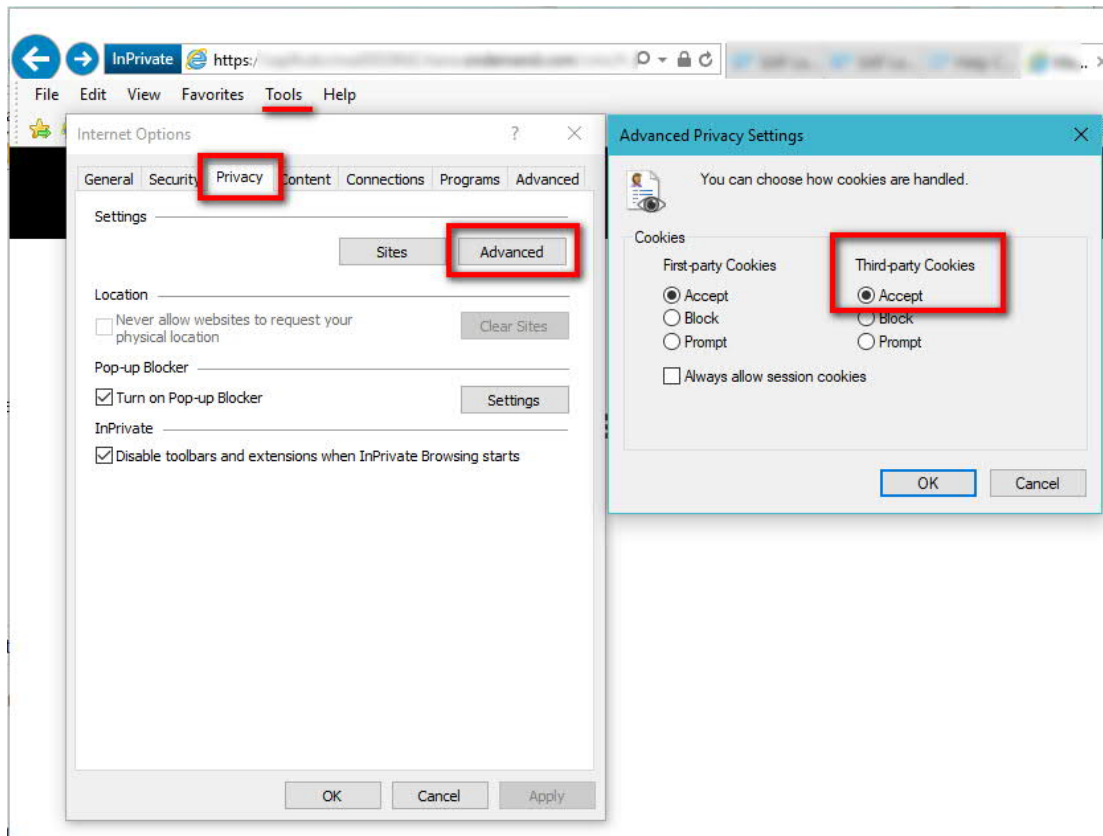 InPrivate https:/
File Edit View Favorites Tools Help
Internet Options ?
General Security Privacy Content Connections Programs Advanced
Settings
Sites Advanced
Location
Never allow websites to request your
physical location
Clear Sites
Pop-up Blocker
Turn on Pop-up Blocker
Settings
InPrivate
Disable toolbars and extensions when InPrivate Browsing starts
OK Cancel Apply
Advanced Privacy Settings
You can choose how cookies are handled.
Cookies
First-party Cookies Third-party Cookies
Accept Accept
Block Block
Prompt Prompt
Always allow session cookies
OK Cancel